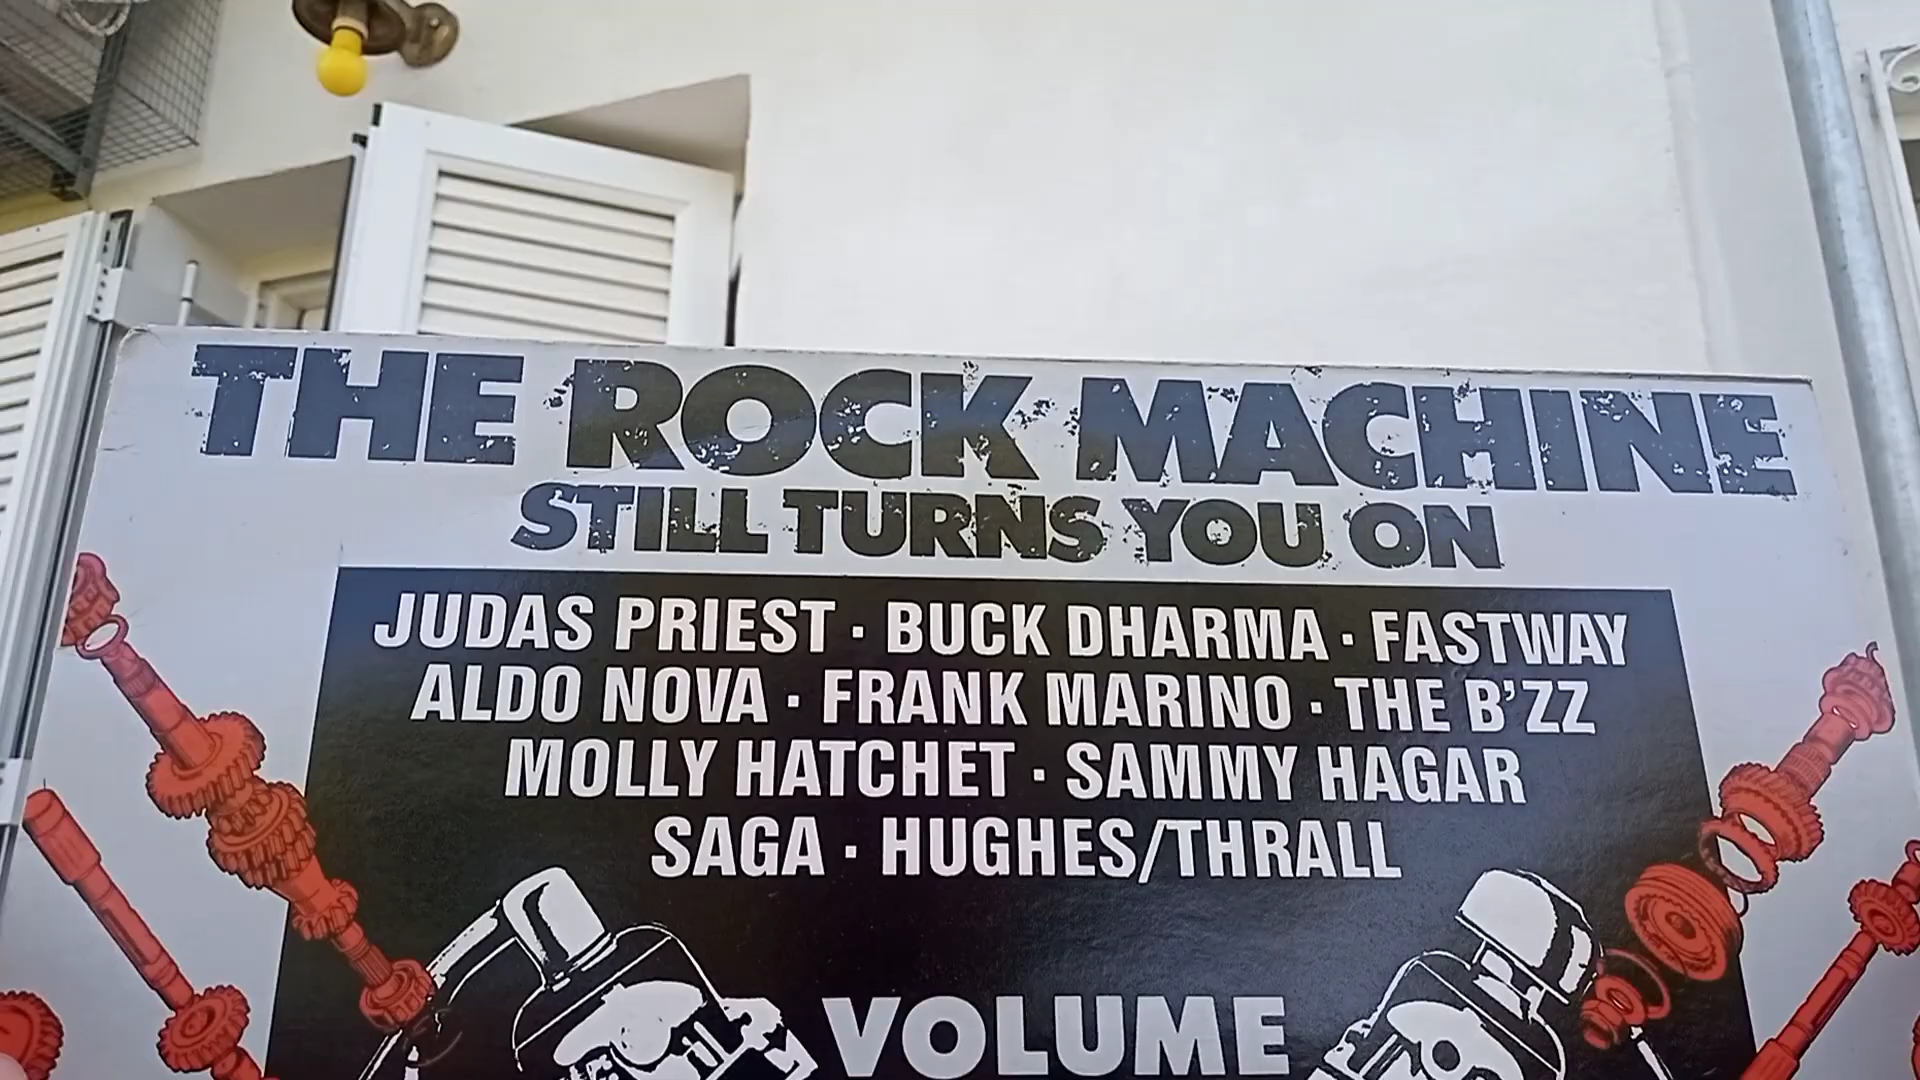 THE ROCK MACHINE
STILL TURNS YOU ON
JUDAS PRIEST · BUCK DHARMA · FASTWAY
ALDO NOVA · FRANK MARINO · THE B'ZZ
MOLLY HATCHET · SAMMY HAGAR
SAGA · HUGHES/THRALL
VOLUME